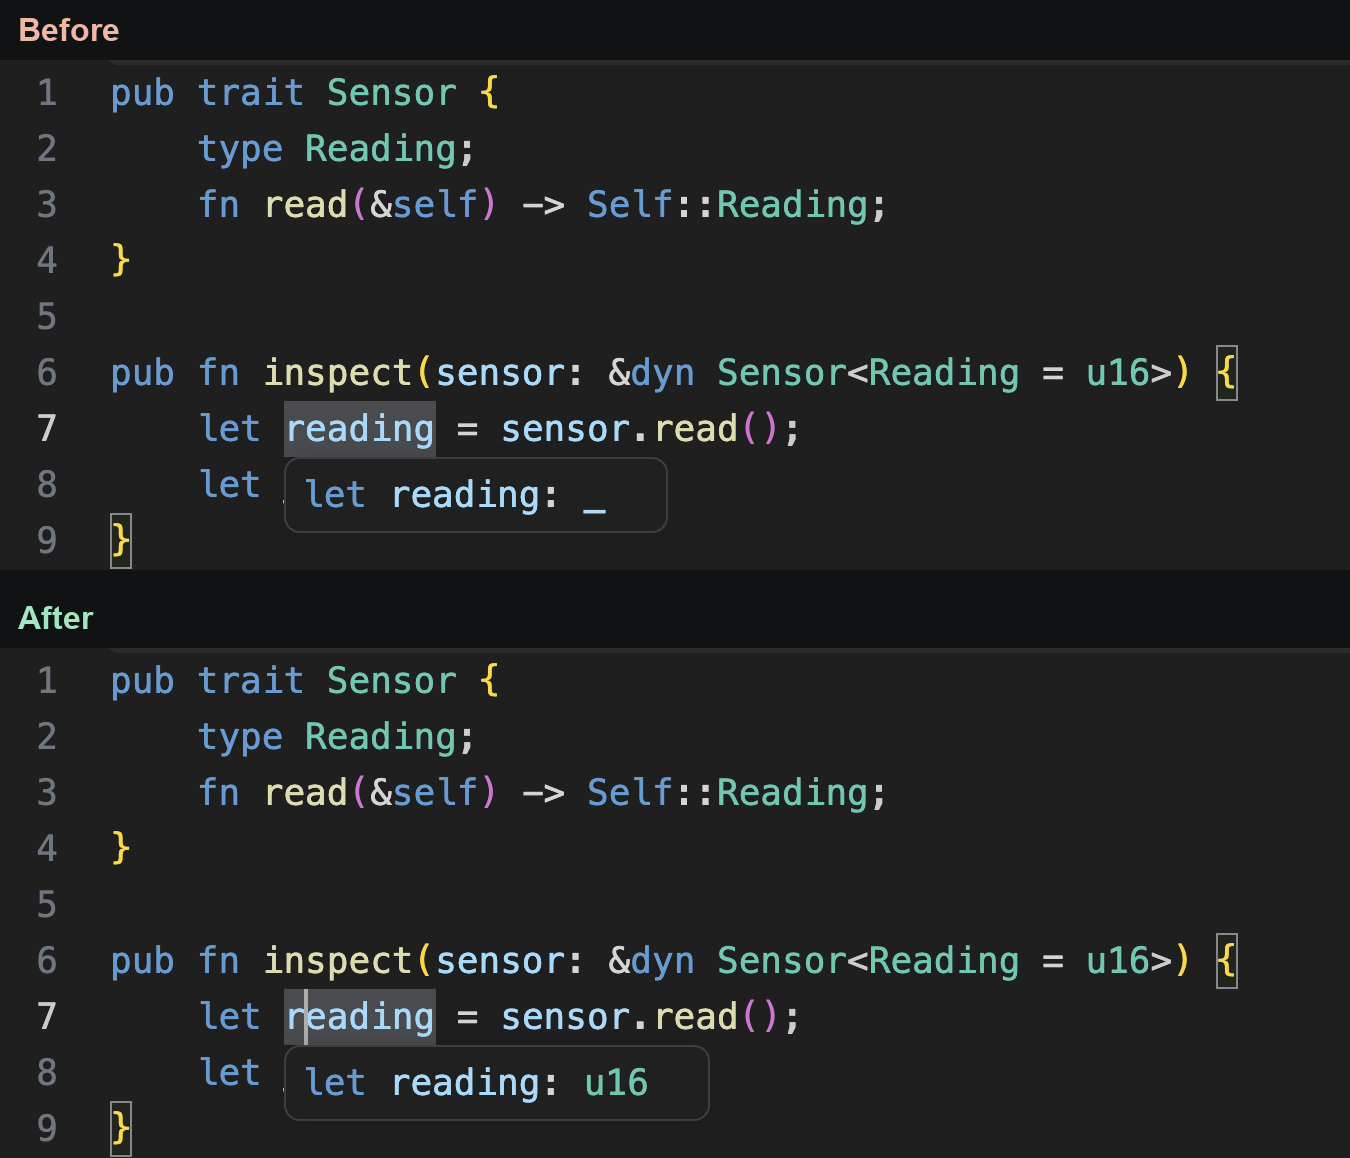 Before
1 pub trait Sensor {
2     type Reading;
3     fn read(&self) -> Self::Reading;
4 }
5
6 pub fn inspect(sensor: &dyn Sensor<Reading = u16>) {
7     let reading = sensor.read();
8     let
let reading: _
9 }
After
1 pub trait Sensor {
2     type Reading;
3     fn read(&self) -> Self::Reading;
4 }
5
6 pub fn inspect(sensor: &dyn Sensor<Reading = u16>) {
7     let reading = sensor.read();
8     let
let reading: u16
9 }